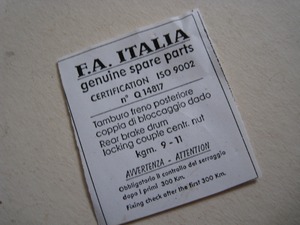 F.A. ITALIA
genuine spare parts
CERTIFICATION ISO 9002
n° Q 14817
Tamburo freno posteriore
coppia di bloccaggio dado
Rear brake drum
locking couple centr. nut
kgm. 9 - 11
AVVERTENZA - ATTENTION
Obbligatorio il controllo del serraggio
dopo i primi 300 Km.
Fixing check after the first 300 Km.